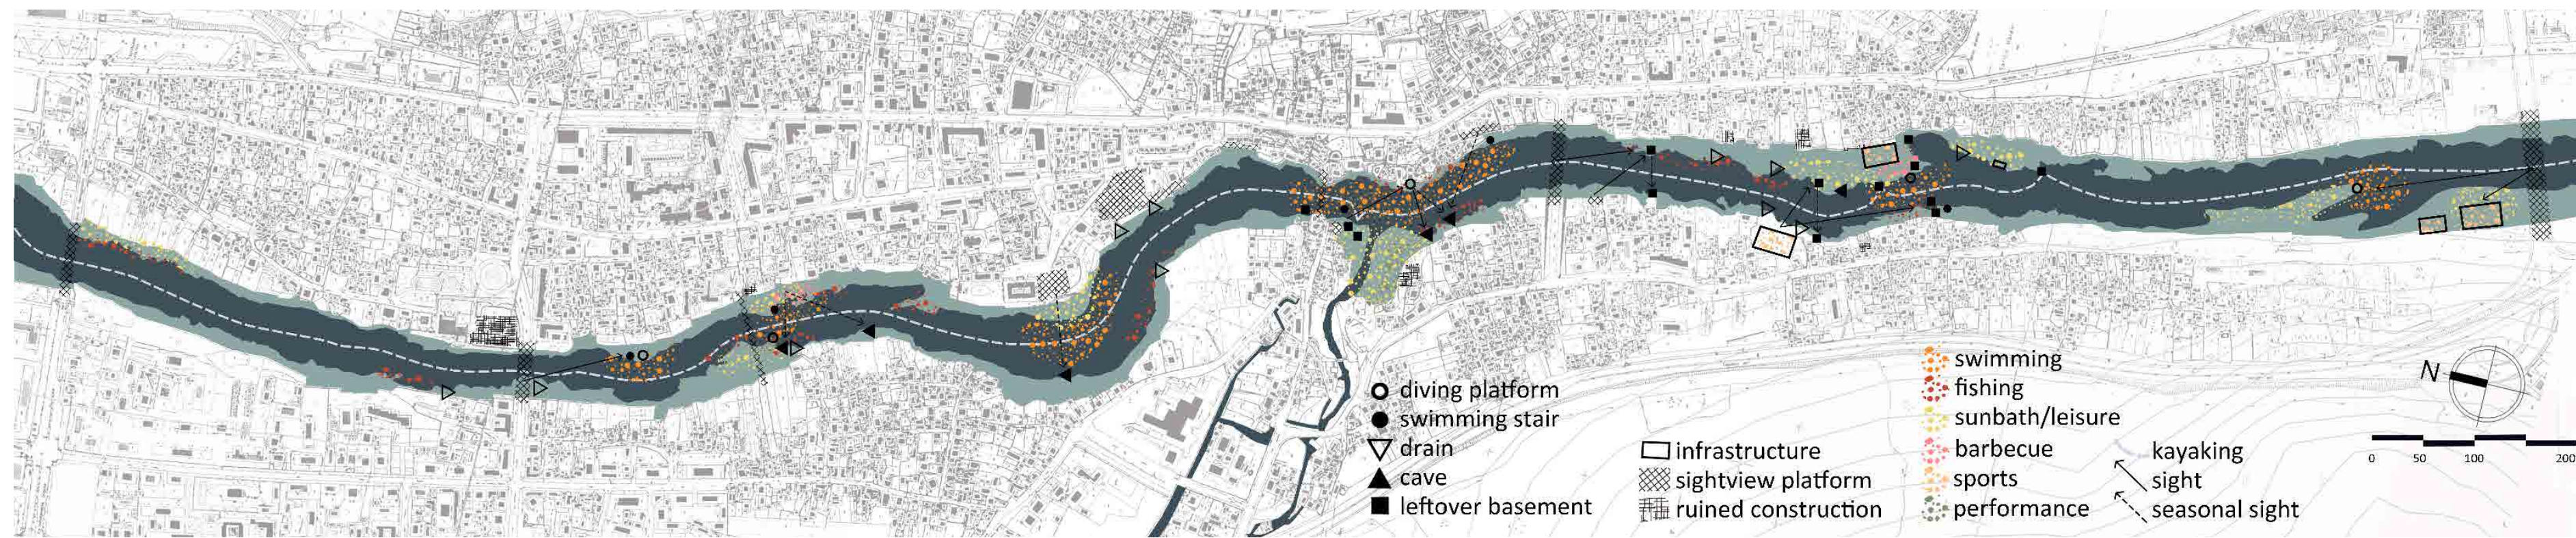 diving platform
swimming stair
drain
cave
leftover basement
infrastructure
sightview platform
ruined construction
swimming
fishing
sunbath/leisure
barbecue
sports
performance
kayaking
sight
seasonal sight
N
0 50 100 200